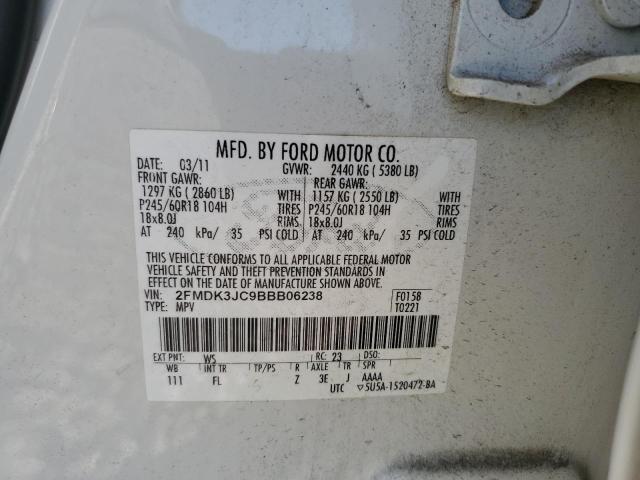 MFD. BY FORD MOTOR CO.
DATE: 03/11 GVWR: 2440 KG ( 5380 LB)
FRONT GAWR: REAR GAWR:
1297 KG ( 2860 LB) WITH 1157 KG ( 2550 LB) WITH
P245/60R18 104H TIRES P245/60R18 104H TIRES
18x8.0J RIMS 18x8.0J RIMS
AT 240 kPa/ 35 PSI COLD AT 240 kPa/ 35 PSI COLD
THIS VEHICLE CONFORMS TO ALL APPLICABLE FEDERAL MOTOR
VEHICLE SAFETY AND THEFT PREVENTION STANDARDS IN
EFFECT ON THE DATE OF MANUFACTURE SHOWN ABOVE.
VIN: 2FMDK3JC9BBB06238 F0158
TYPE: MPV T0221
EXT PNT: WS RC: 23 DSO:
WB INT TR TP/PS R AXLE TR SPR
111 FL Z 3E J AAAA
UTC ▽5U5A-1520472-BA